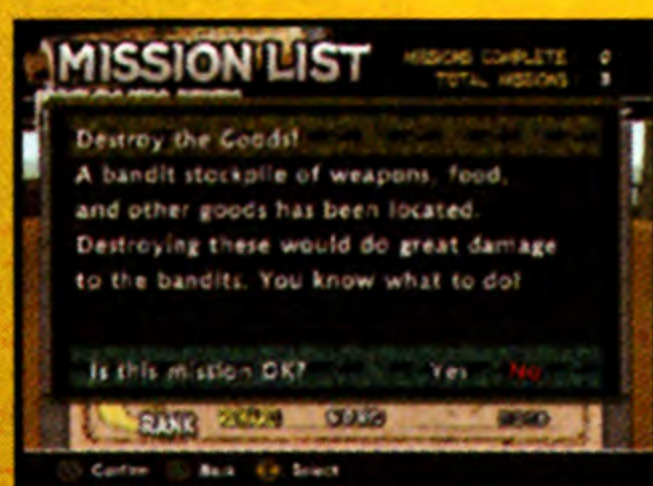 MISSION LIST
MISSIONS COMPLETE 0
TOTAL MISSIONS 3
Destroy the Goods!
A bandit stockpile of weapons, food,
and other goods has been located.
Destroying these would do great damage
to the bandits. You know what to do!
Is this mission OK? Yes No
RANK
Confirm Back Select